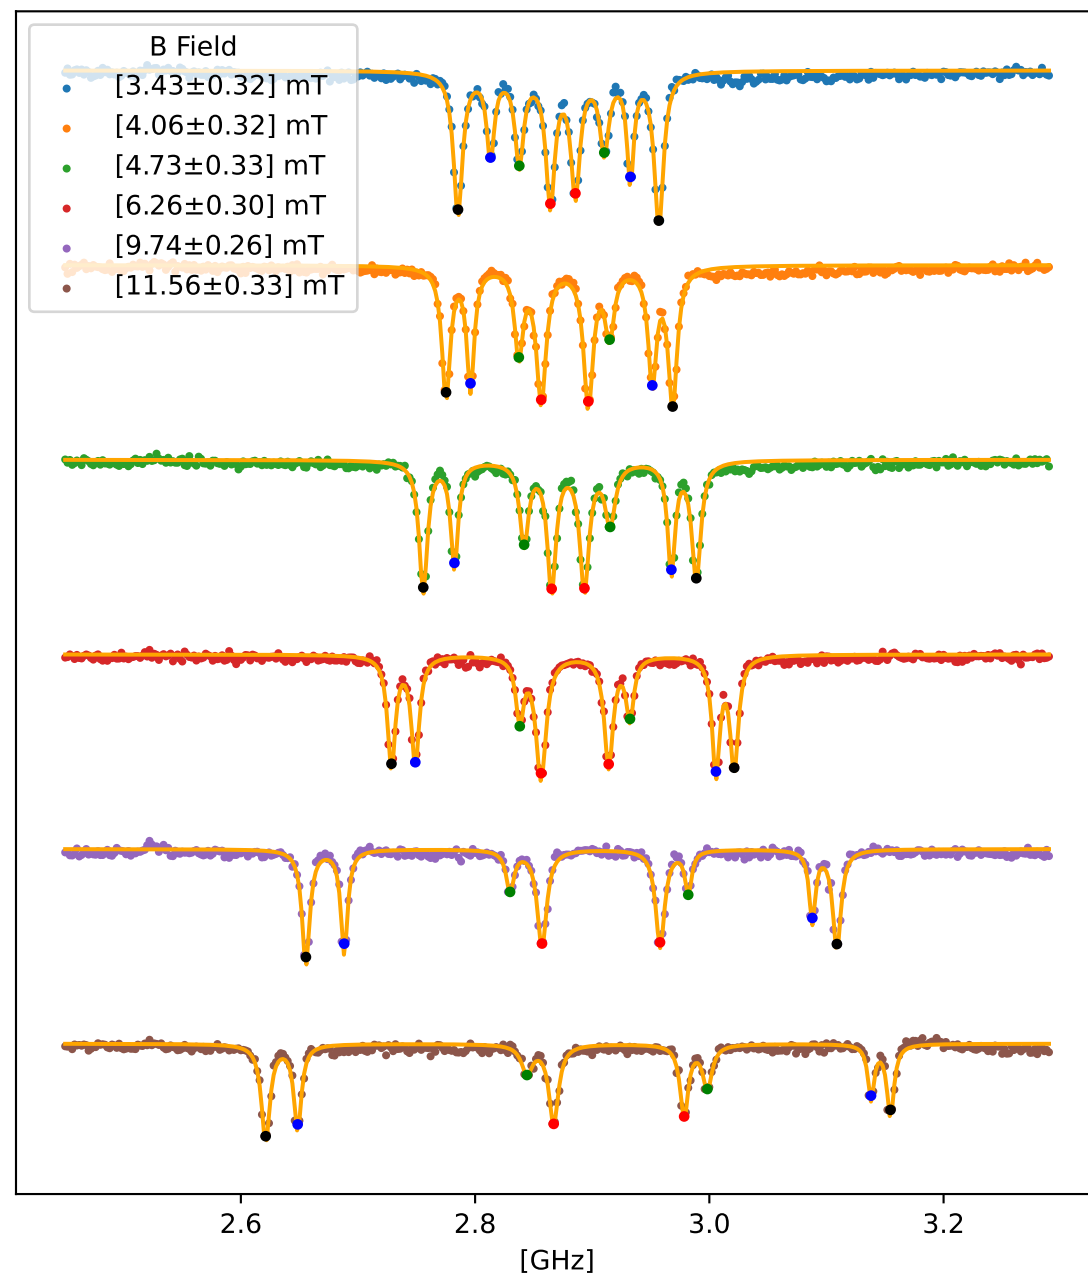 B Field
[3.43±0.32] mT
[4.06±0.32] mT
[4.73±0.33] mT
[6.26±0.30] mT
[9.74±0.26] mT
[11.56±0.33] mT
2.6 2.8 3.0 3.2
[GHz]